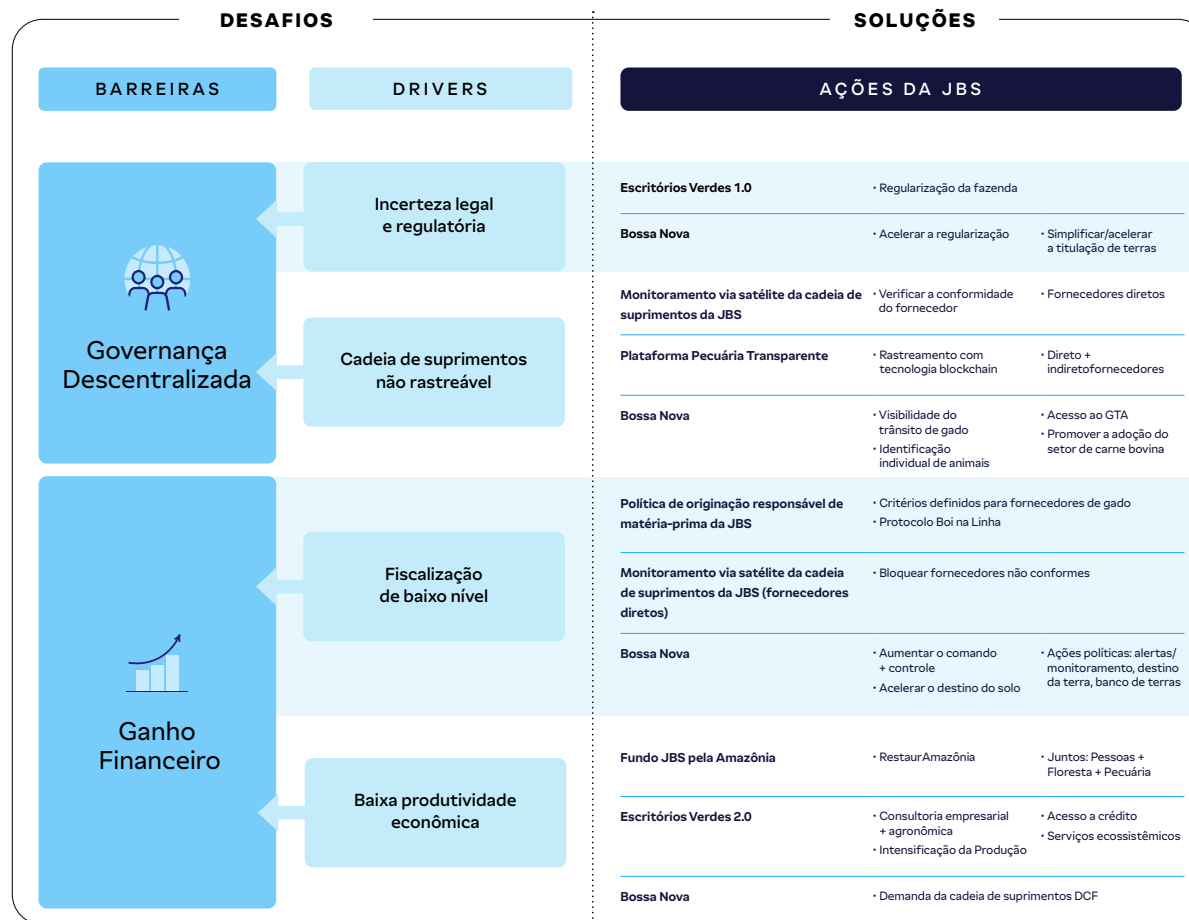 DESAFIOS
SOLUÇÕES
BARREIRAS
DRIVERS
AÇÕES DA JBS
Governança
Descentralizada
Incerteza legal
e regulatória
Escritórios Verdes 1.0
• Regularização da fazenda
Bossa Nova
• Acelerar a regularização
• Simplificar/acelerar
a titulação de terras
Cadeia de suprimentos
não rastreável
Monitoramento via satélite da cadeia de
suprimentos da JBS
• Verificar a conformidade
do fornecedor
• Fornecedores diretos
Plataforma Pecuária Transparente
• Rastreamento com
tecnologia blockchain
• Direto +
indiretofornecedores
Bossa Nova
• Visibilidade do
trânsito de gado
• Identificação
individual de animais
• Acesso ao GTA
• Promover a adoção do
setor de carne bovina
Ganho
Financeiro
Fiscalização
de baixo nível
Política de originação responsável de
matéria-prima da JBS
• Critérios definidos para fornecedores de gado
• Protocolo Boi na Linha
Monitoramento via satélite da cadeia
de suprimentos da JBS (fornecedores
diretos)
• Bloquear fornecedores não conformes
Bossa Nova
• Aumentar o comando
+ controle
• Acelerar o destino do solo
• Ações políticas: alertas/
monitoramento, destino
da terra, banco de terras
Baixa produtividade
econômica
Fundo JBS pela Amazônia
• RestaurAmazônia
• Juntos: Pessoas +
Floresta + Pecuária
Escritórios Verdes 2.0
• Consultoria empresarial
+ agronômica
• Intensificação da Produção
• Acesso a crédito
• Serviços ecossistêmicos
Bossa Nova
• Demanda da cadeia de suprimentos DCF